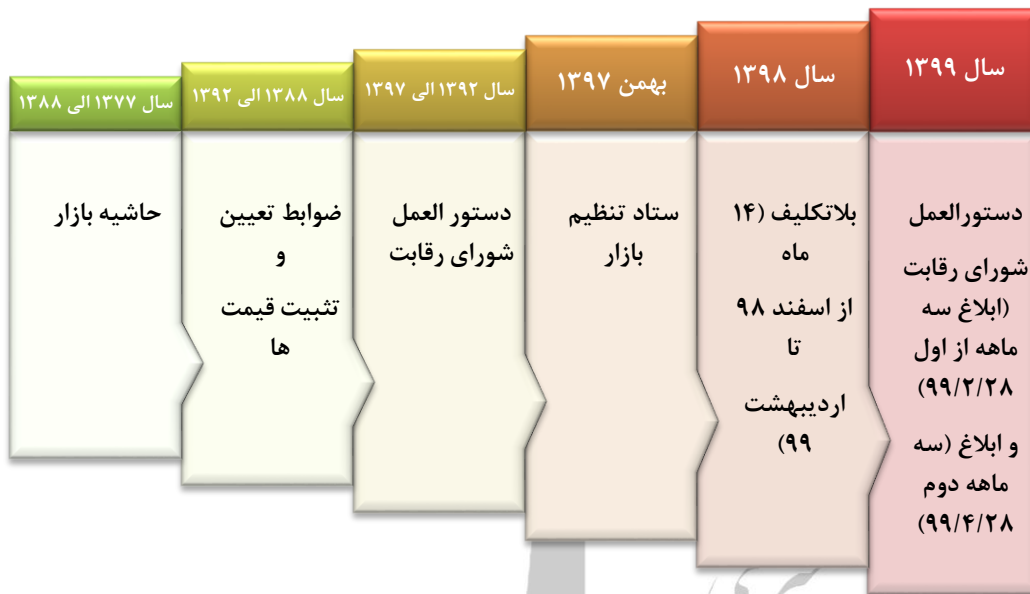 سال ۱۳۷۷ الی ۱۳۸۸
حاشیه بازار
سال ۱۳۸۸ الی ۱۳۹۲
ضوابط تعیین
و
تثبیت قیمت
ها
سال ۱۳۹۲ الی ۱۳۹۷
دستور العمل
شورای رقابت
بهمن ۱۳۹۷
ستاد تنظیم
بازار
سال ۱۳۹۸
بلاتکلیف (۱۴
ماه
از اسفند ۹۸
تا
اردیبهشت
۹۹)
سال ۱۳۹۹
دستورالعمل
شورای رقابت
(ابلاغ سه
ماهه از اول
۹۹/۲/۲۸)
و ابلاغ (سه
ماهه دوم
۹۹/۴/۲۸)